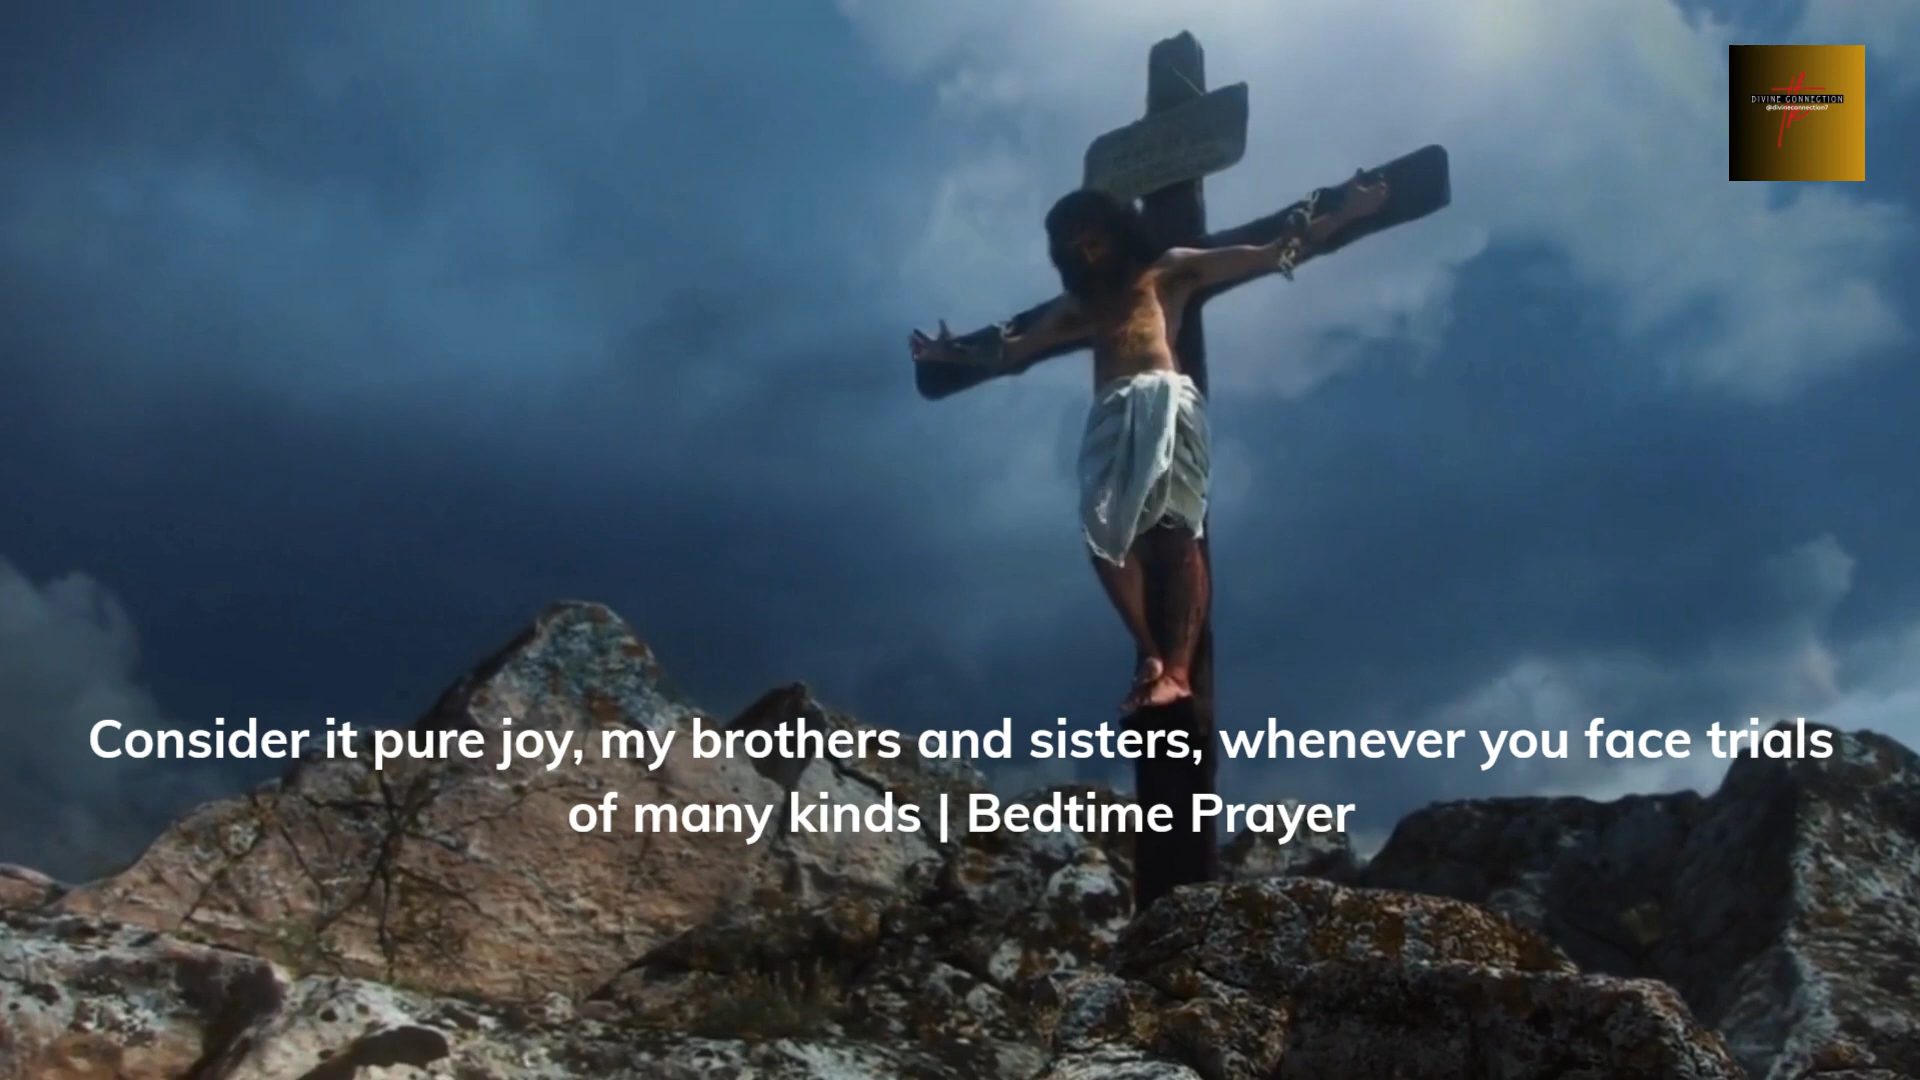 DIVINE CONNECTION
@divineconnection7
Consider it pure joy, my brothers and sisters, whenever you face trials
of many kinds | Bedtime Prayer